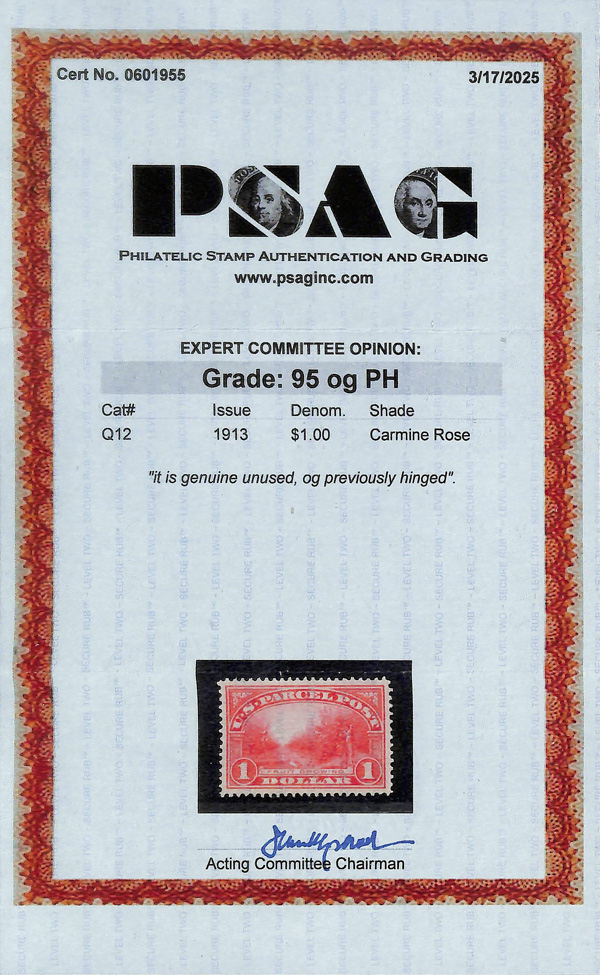 Cert No. 0601955
3/17/2025
PSAG
PHILATELIC STAMP AUTHENTICATION AND GRADING
www.psaginc.com
EXPERT COMMITTEE OPINION:
Grade: 95 og PH
Cat# Issue Denom. Shade
Q12 1913 $1.00 Carmine Rose
"it is genuine unused, og previously hinged".
U.S. PARCEL POST
FRUIT GROWING
1 DOLLAR 1
Acting Committee Chairman